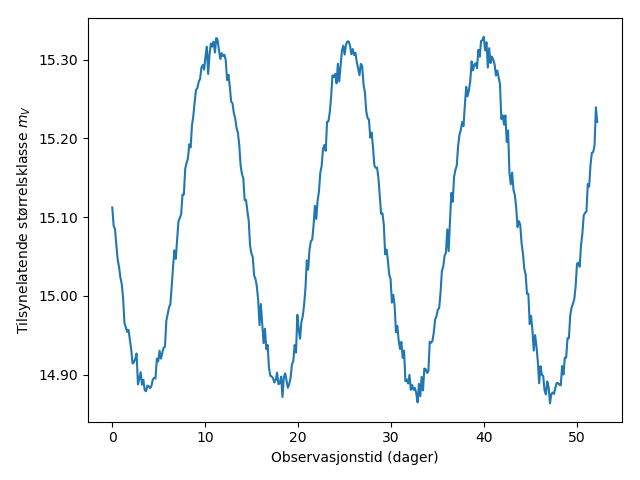 15.30
15.20
15.10
15.00
14.90
Tilsynelatende størrelsesklasse $m_V$
0 10 20 30 40 50
Observasjonstid (dager)